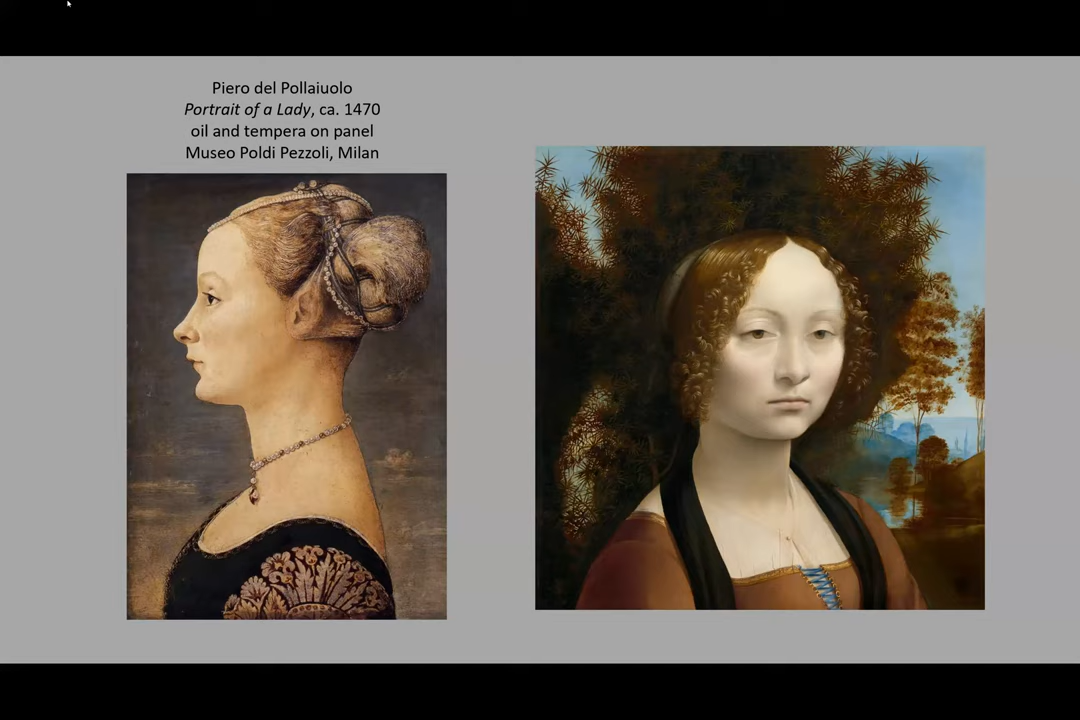 Piero del Pollaiuolo
Portrait of a Lady, ca. 1470
oil and tempera on panel
Museo Poldi Pezzoli, Milan